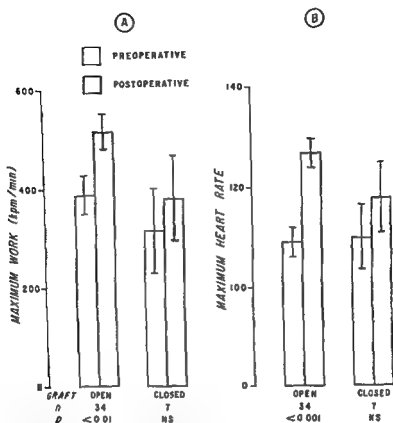 A
B
PREOPERATIVE
POSTOPERATIVE
600
400
200
0
MAXIMUM WORK (kpm/min)
140
120
100
0
MAXIMUM HEART RATE
GRAFT OPEN CLOSED
n 34 7
p <0.01 NS
OPEN CLOSED
34 7
<0.001 NS